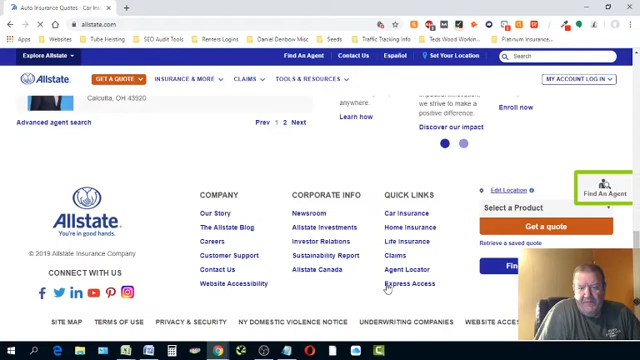 Auto Insurance Quotes - Car Ins
allstate.com
Apps Websites Tube Heisting SEO Audit Tools Renters Login Daniel Denbow Misc Seeds Traffic Tracking Info Teds Wood Working... Platinum Insurance...
Explore Allstate Find An Agent Contact Us Español Set Your Location Search
Allstate. GET A QUOTE INSURANCE & MORE CLAIMS TOOLS & RESOURCES MY ACCOUNT LOG IN
Calcutta, OH 43920
anywhere.
we strive to make a
positive difference.
Enroll now
Learn how
Discover our impact
Advanced agent search Prev 1 2 Next
Find An Agent
Edit Location
Select a Product
Get a quote
Retrieve a saved quote
Fin
Allstate
You're in good hands.
© 2019 Allstate Insurance Company
CONNECT WITH US
COMPANY
Our Story
The Allstate Blog
Careers
Customer Support
Contact Us
Website Accessibility
CORPORATE INFO
Newsroom
Allstate Investments
Investor Relations
Sustainability Report
Allstate Canada
QUICK LINKS
Car Insurance
Home Insurance
Life Insurance
Claims
Agent Locator
Express Access
SITE MAP TERMS OF USE PRIVACY & SECURITY NY DOMESTIC VIOLENCE NOTICE UNDERWRITING COMPANIES WEBSITE ACCES